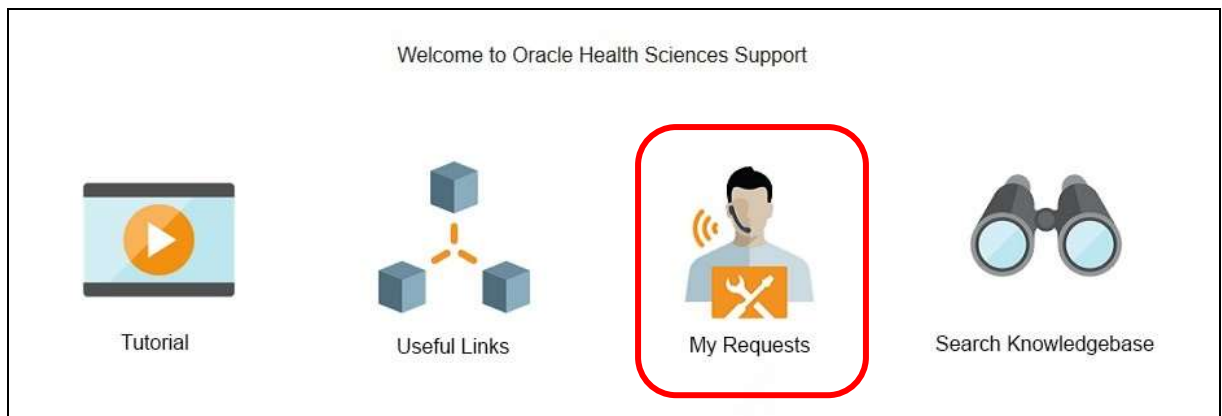 Welcome to Oracle Health Sciences Support
Tutorial
Useful Links
My Requests
Search Knowledgebase